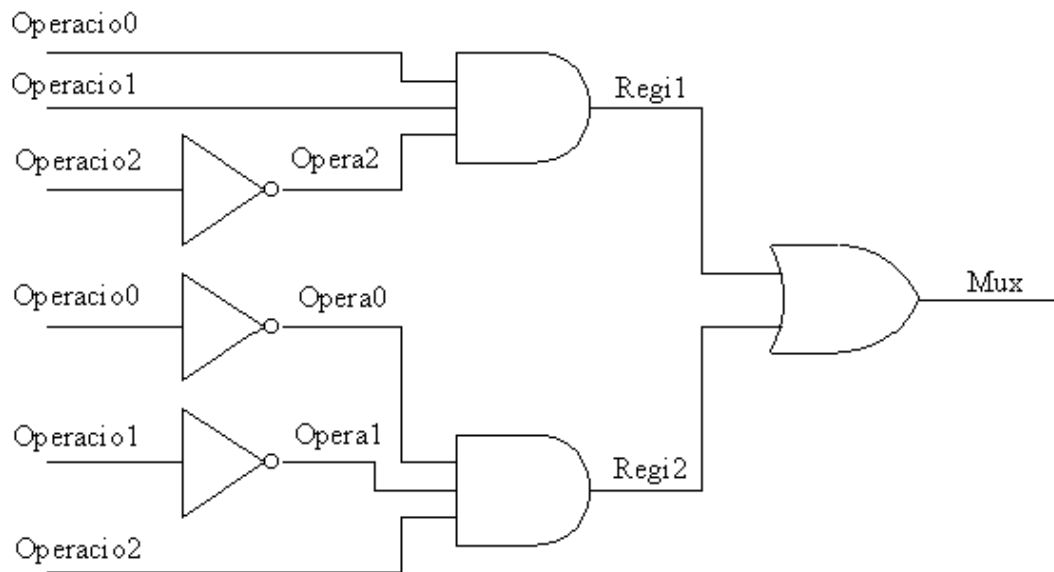 Operacio0
Operacio1
Regi1
Operacio2
Opera2
Mux
Operacio0
Opera0
Operacio1
Opera1
Regi2
Operacio2